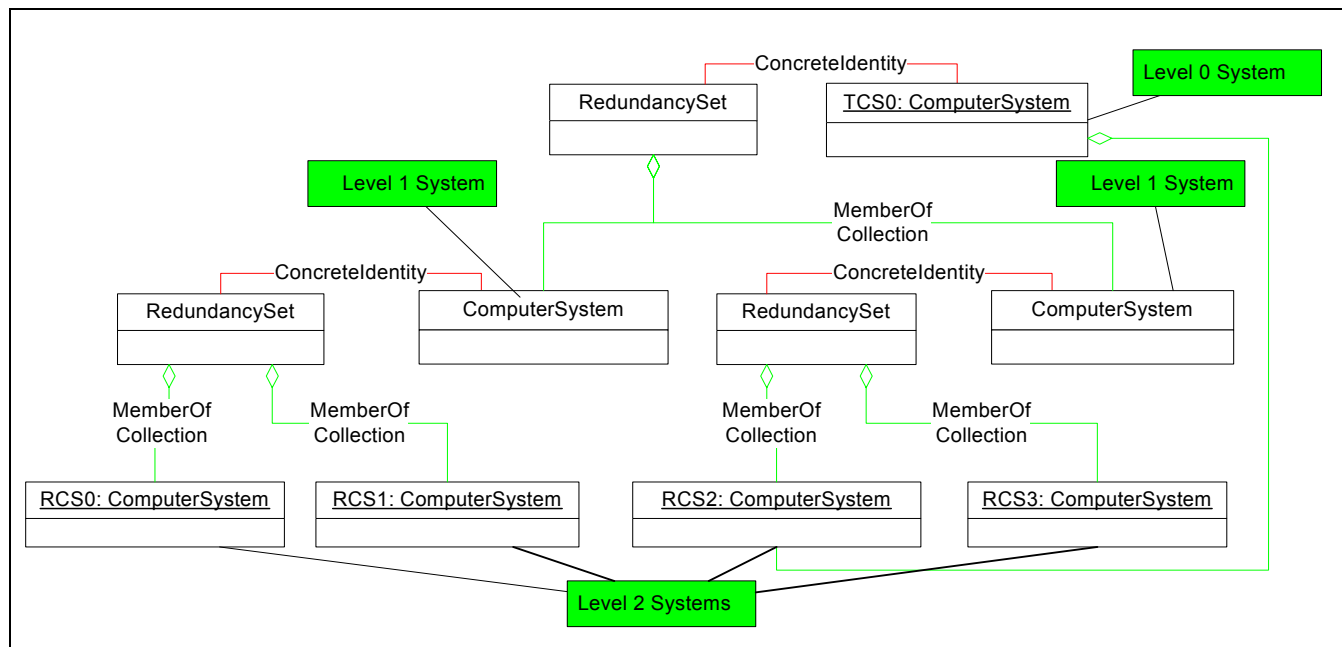 ConcreteIdentity
Level 0 System
RedundancySet
TCS0: ComputerSystem
Level 1 System
Level 1 System
MemberOf
Collection
ConcreteIdentity
ConcreteIdentity
RedundancySet
ComputerSystem
RedundancySet
ComputerSystem
MemberOf
Collection
MemberOf
Collection
MemberOf
Collection
MemberOf
Collection
RCS0: ComputerSystem
RCS1: ComputerSystem
RCS2: ComputerSystem
RCS3: ComputerSystem
Level 2 Systems